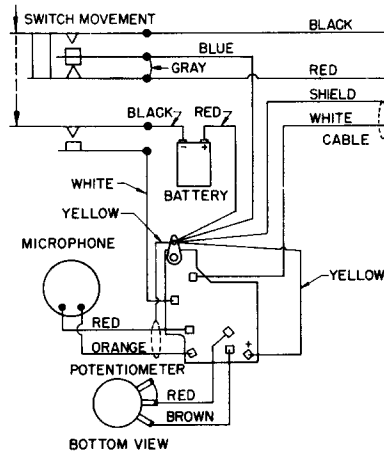 SWITCH MOVEMENT
BLACK
BLUE
GRAY
RED
SHIELD
BLACK
RED
WHITE
CABLE
- +
BATTERY
WHITE
YELLOW
MICROPHONE
YELLOW
RED
ORANGE
+
POTENTIOMETER
RED
BROWN
BOTTOM VIEW